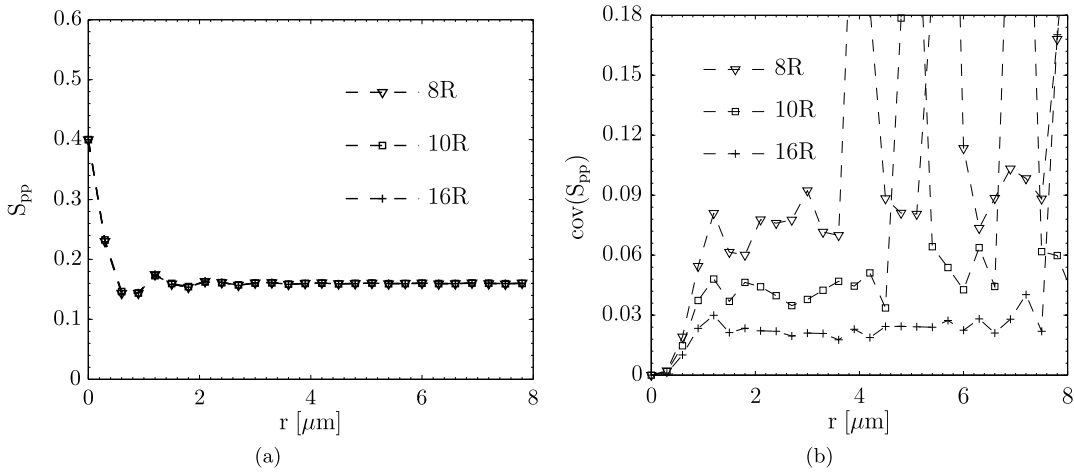 0.6
0.5
0.4
0.3
0.2
0.1
0
S_pp
8R
10R
16R
0 2 4 6 8
r [μm]
(a)
0.18
0.15
0.12
0.09
0.06
0.03
0
cov(S_pp)
8R
10R
16R
0 2 4 6 8
r [μm]
(b)